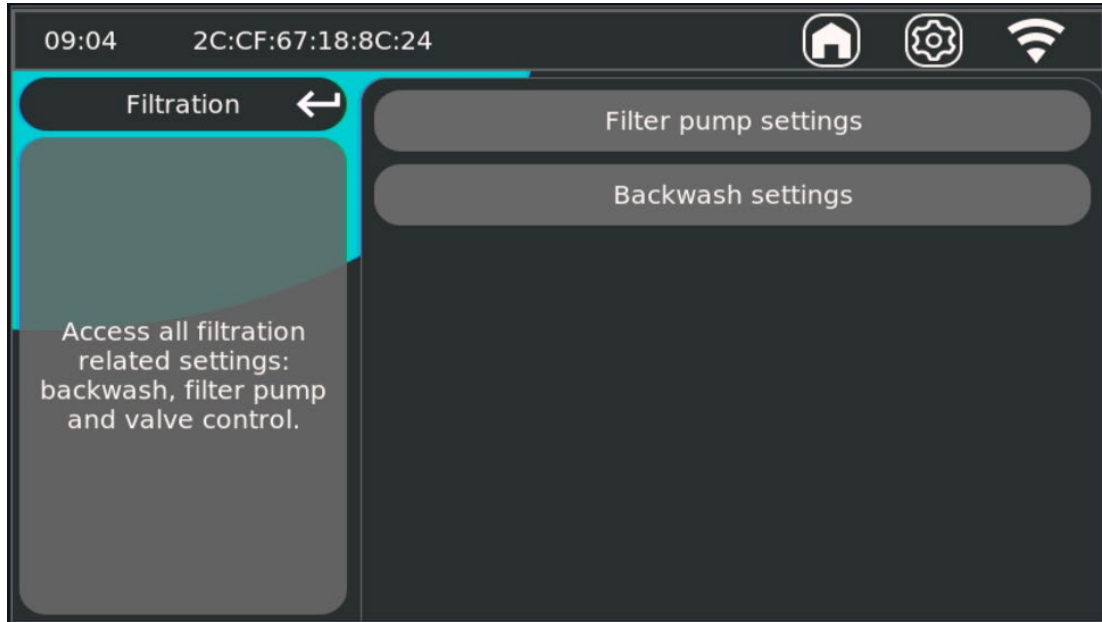 09:04 2C:CF:67:18:8C:24
Filtration
Filter pump settings
Backwash settings
Access all filtration
related settings:
backwash, filter pump
and valve control.